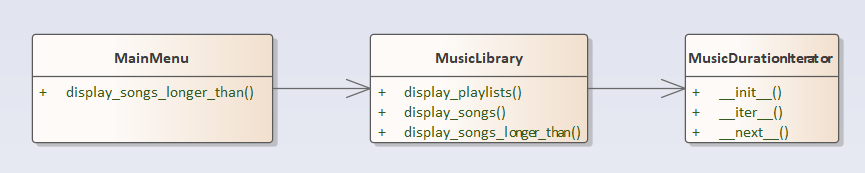 MainMenu
+ display_songs_longer_than()
MusicLibrary
+ display_playlists()
+ display_songs()
+ display_songs_longer_than()
MusicDurationIterator
+ __init__()
+ __iter__()
+ __next__()